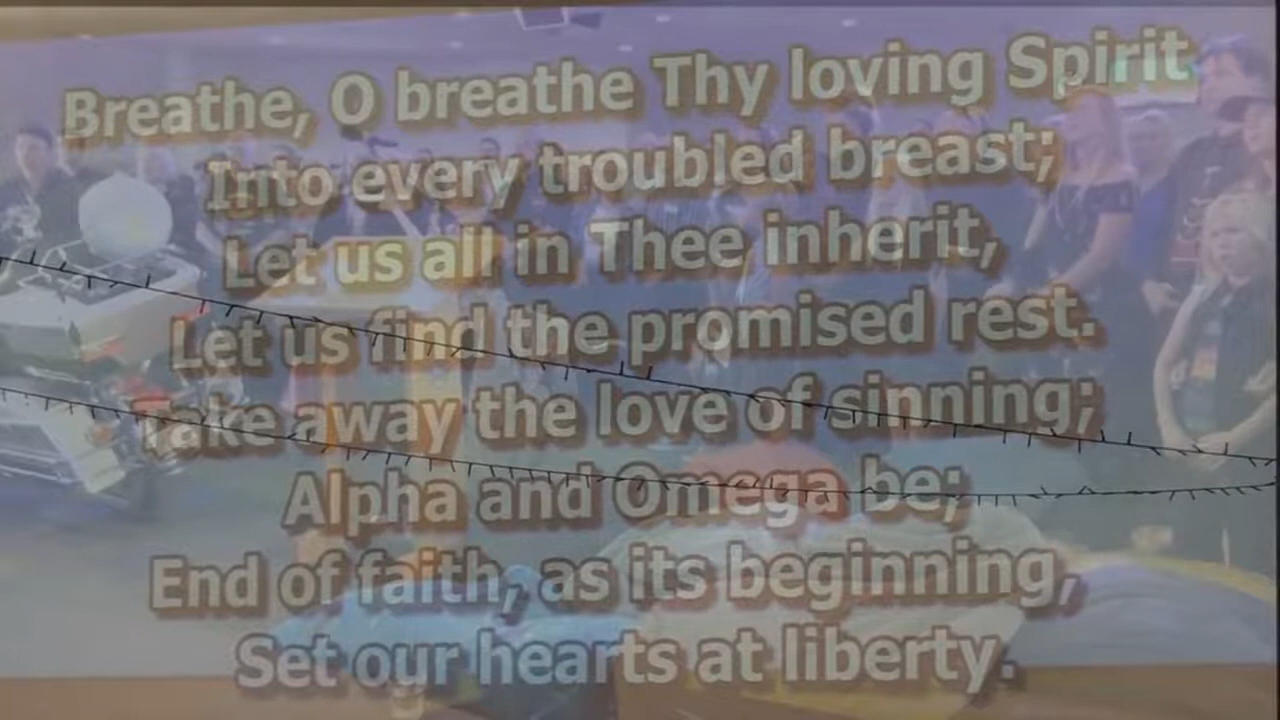 Breathe, O breathe Thy loving Spirit
Into every troubled breast;
Let us all in Thee inherit,
Let us find the promised rest.
Take away the love of sinning;
Alpha and Omega be;
End of faith, as its beginning,
Set our hearts at liberty.